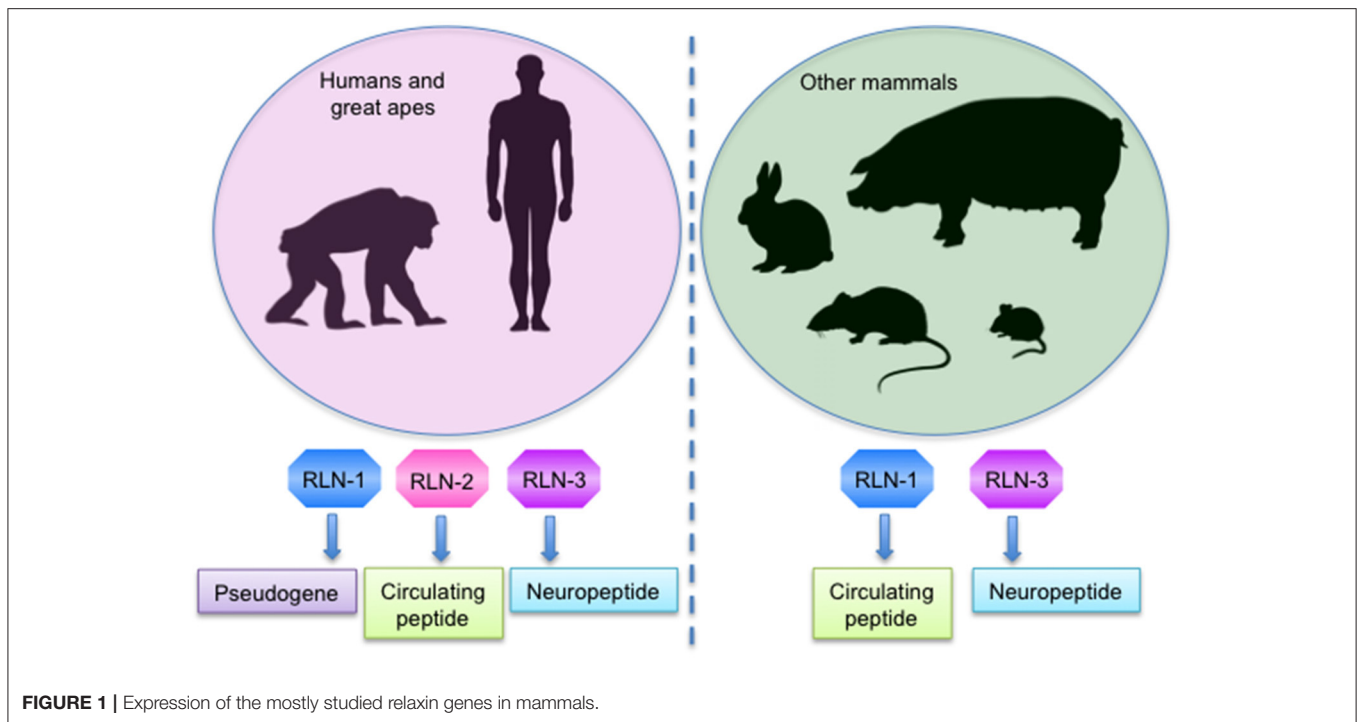 Humans and
great apes
Other mammals
RLN-1
RLN-2
RLN-3
RLN-1
RLN-3
Pseudogene
Circulating
peptide
Neuropeptide
Circulating
peptide
Neuropeptide
FIGURE 1 | Expression of the mostly studied relaxin genes in mammals.